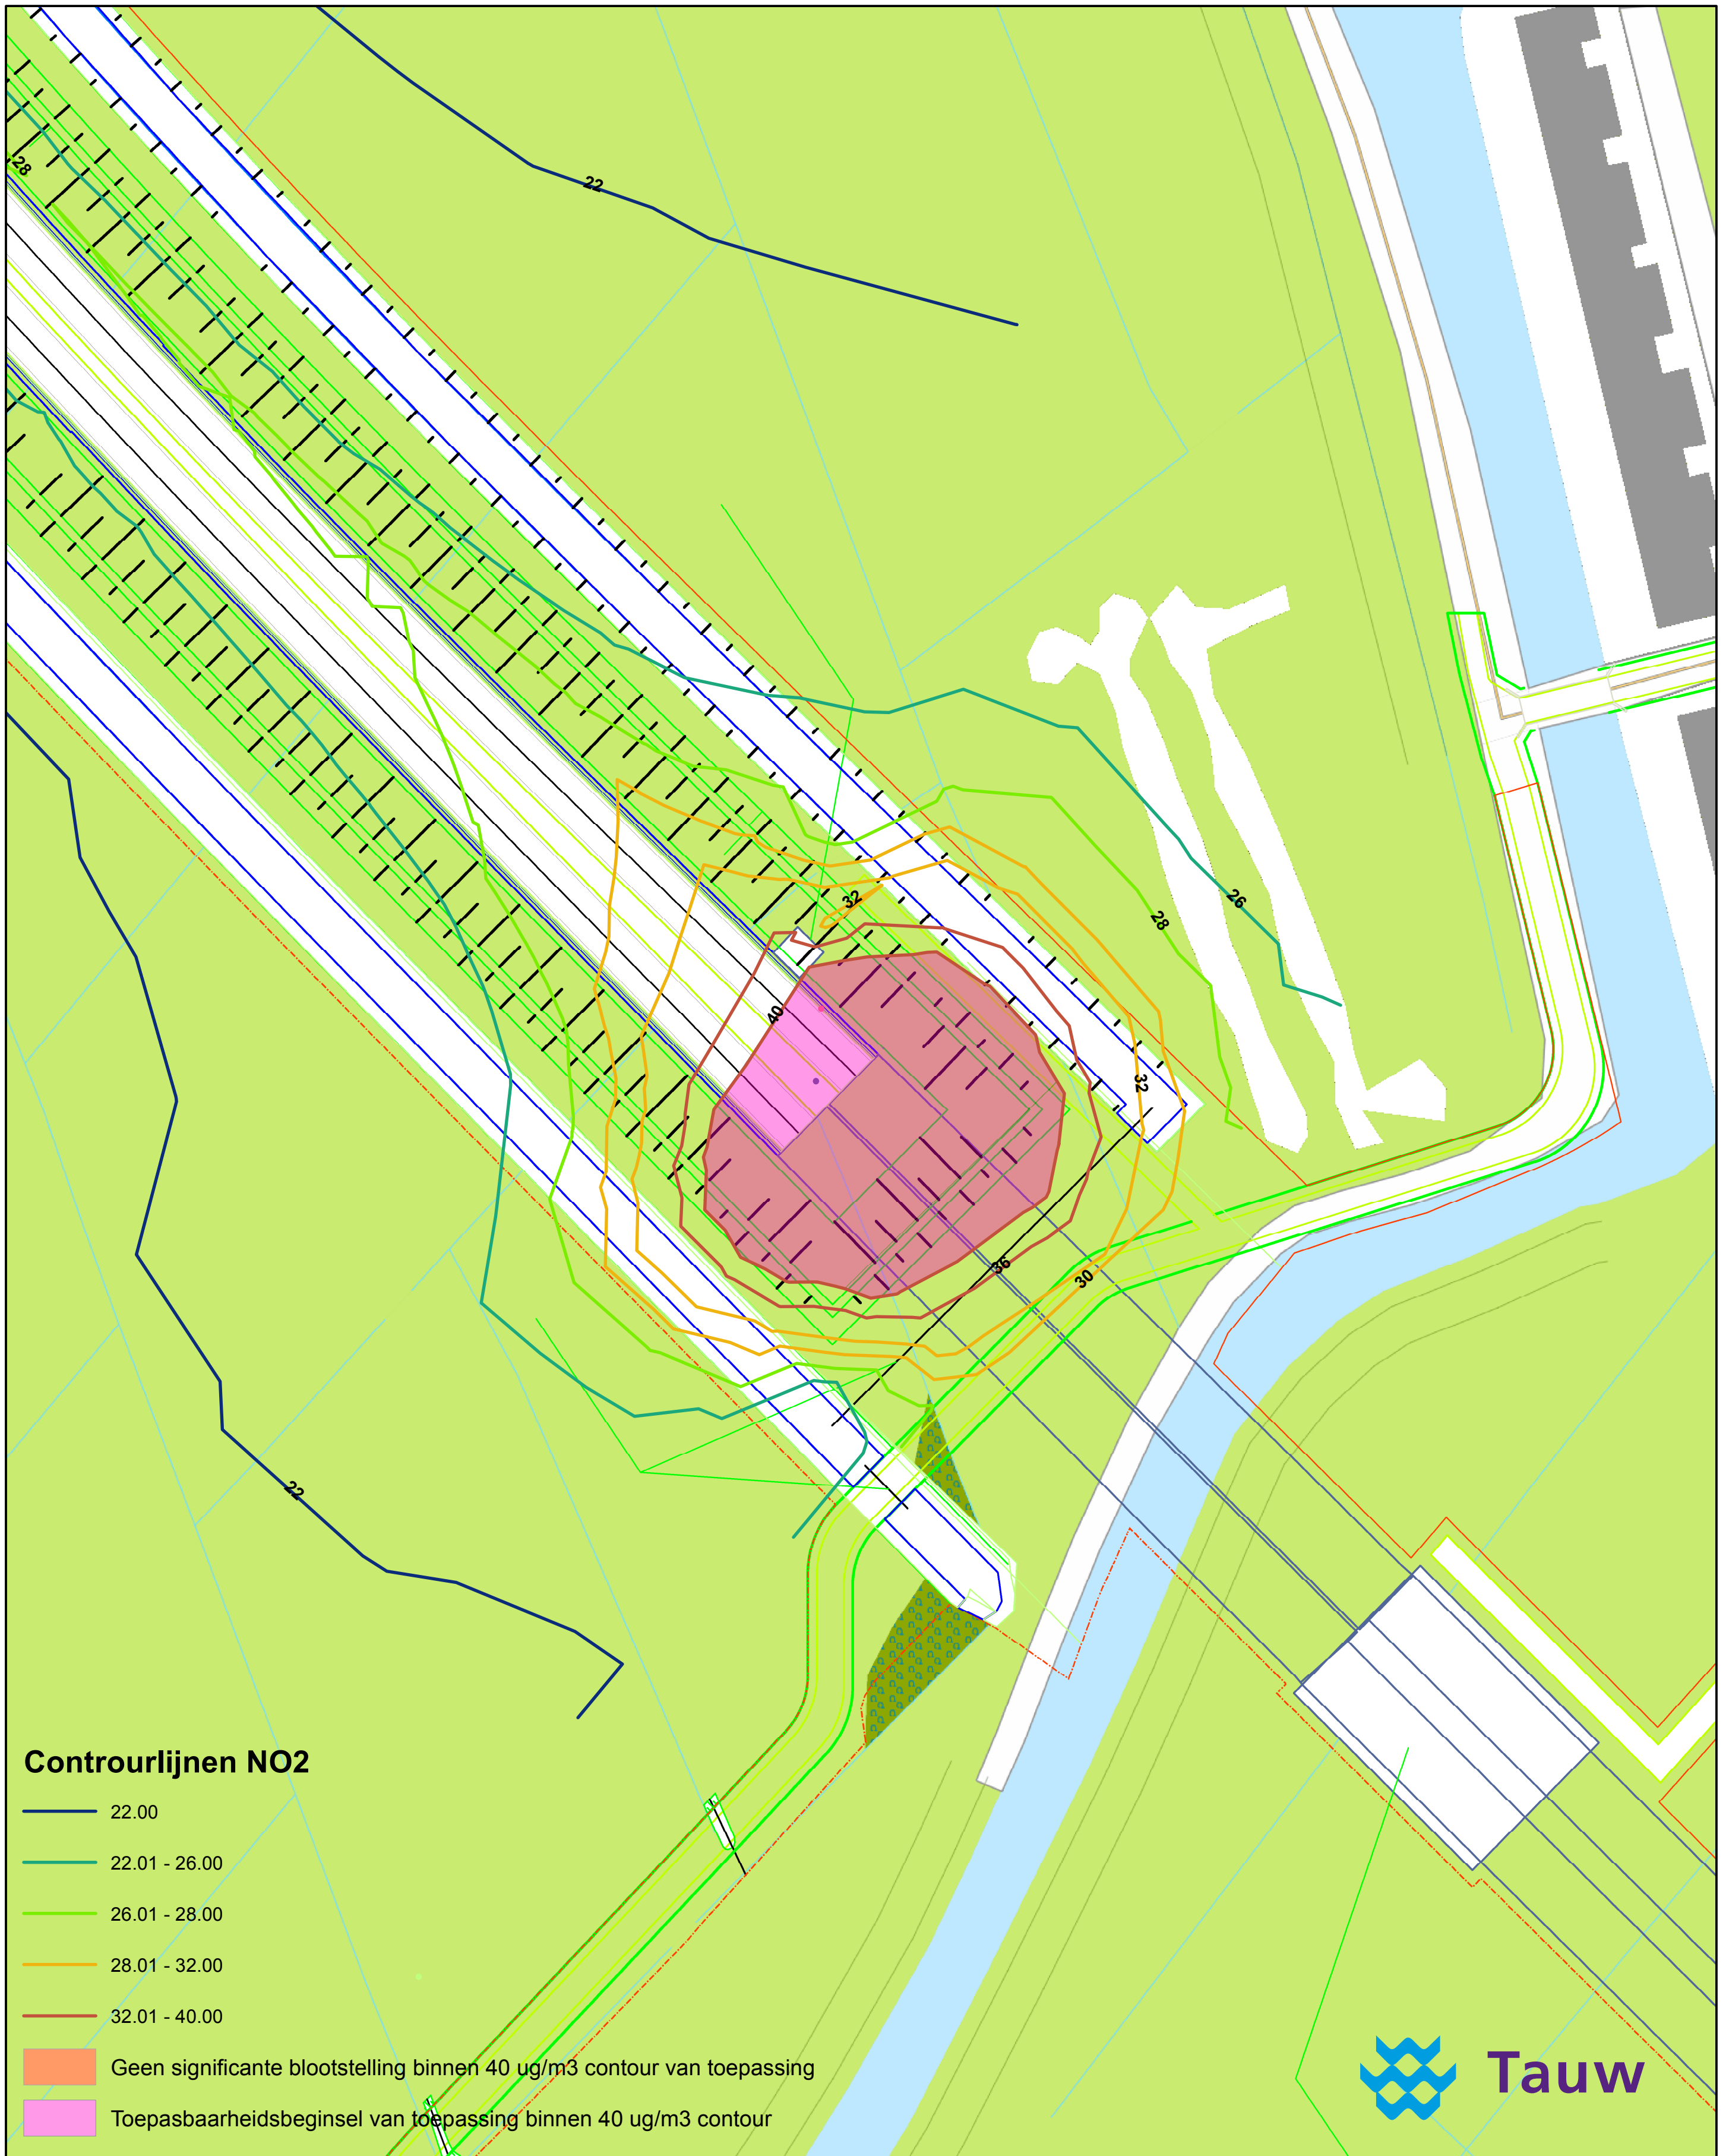 28
22
32
26
28
40
32
36
30
22
Controurlijnen NO2
22.00
22.01 - 26.00
26.01 - 28.00
28.01 - 32.00
32.01 - 40.00
Geen significante blootstelling binnen 40 ug/m3 contour van toepassing
Toepasbaarheidsbeginsel van toepassing binnen 40 ug/m3 contour
Tauw